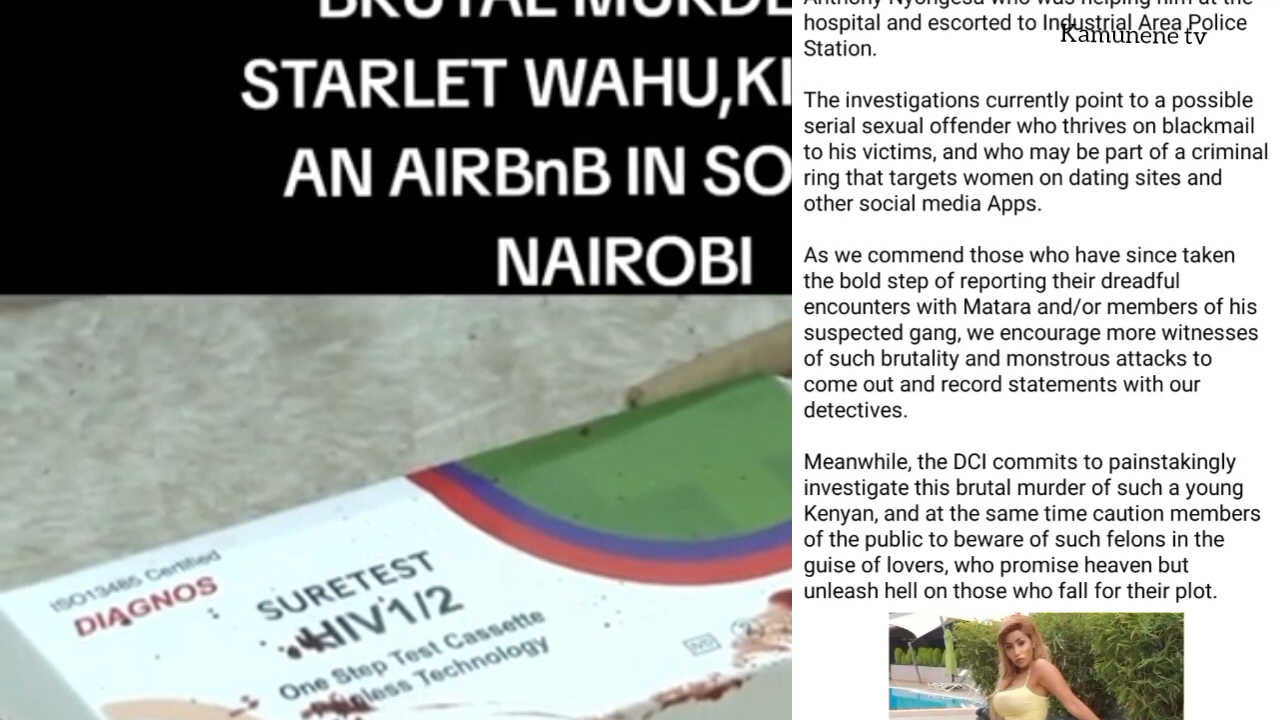 BRUTAL MURDE
STARLET WAHU,KI
AN AIRBnB IN SO
NAIROBI
ISO13485 Certified
DIAGNOS
SURETEST
HIV1/2
One Step Test Cassette
Technology
Anthony Nyongesa who was helping him at the
hospital and escorted to Industrial Area Police
Station.
Kamunene tv
The investigations currently point to a possible
serial sexual offender who thrives on blackmail
to his victims, and who may be part of a criminal
ring that targets women on dating sites and
other social media Apps.
As we commend those who have since taken
the bold step of reporting their dreadful
encounters with Matara and/or members of his
suspected gang, we encourage more witnesses
of such brutality and monstrous attacks to
come out and record statements with our
detectives.
Meanwhile, the DCI commits to painstakingly
investigate this brutal murder of such a young
Kenyan, and at the same time caution members
of the public to beware of such felons in the
guise of lovers, who promise heaven but
unleash hell on those who fall for their plot.